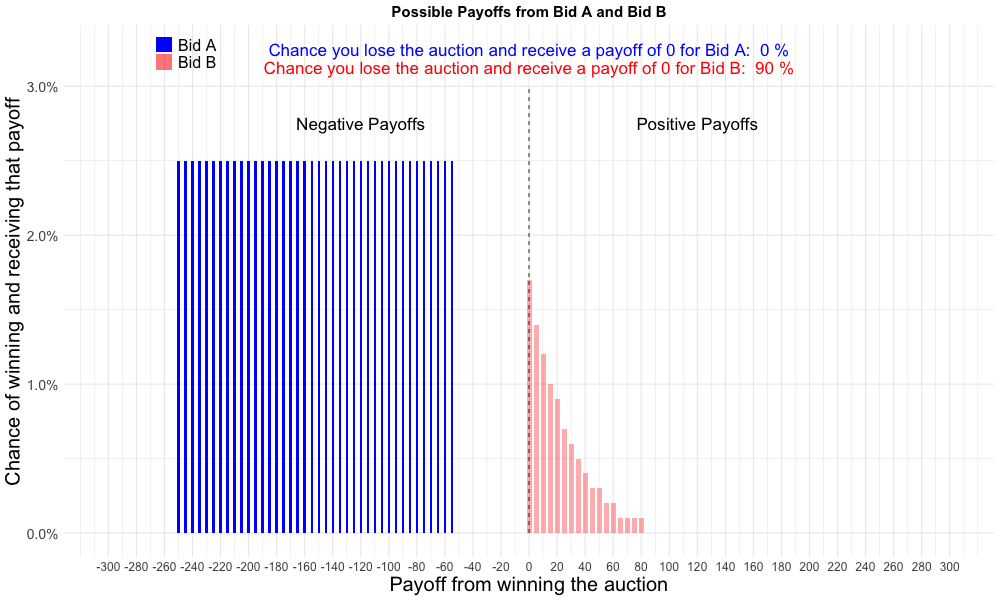 Possible Payoffs from Bid A and Bid B
Bid A
Bid B
Chance you lose the auction and receive a payoff of 0 for Bid A:  0 %
Chance you lose the auction and receive a payoff of 0 for Bid B:  90 %
Negative Payoffs
Positive Payoffs
Chance of winning and receiving that payoff
3.0%
2.0%
1.0%
0.0%
-300 -280 -260 -240 -220 -200 -180 -160 -140 -120 -100 -80 -60 -40 -20 0 20 40 60 80 100 120 140 160 180 200 220 240 260 280 300
Payoff from winning the auction